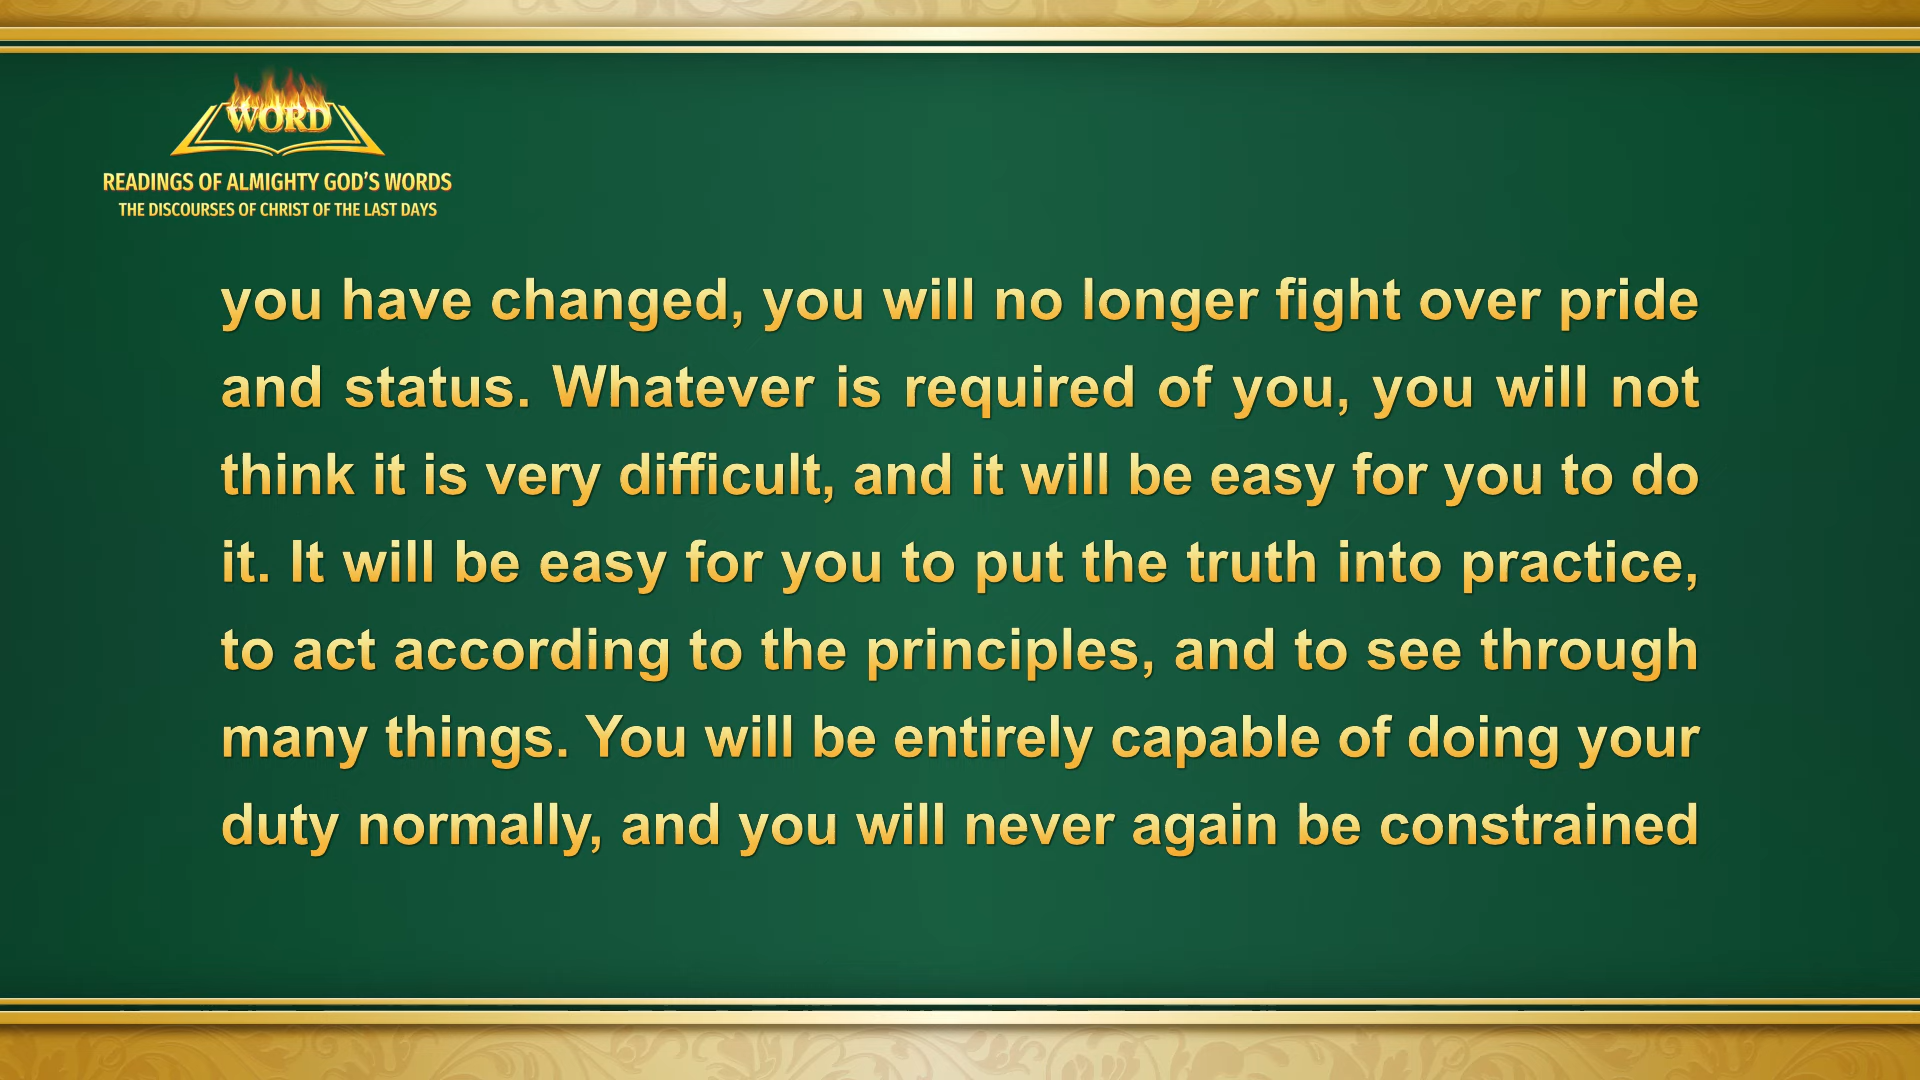 WORD
READINGS OF ALMIGHTY GOD'S WORDS
THE DISCOURSES OF CHRIST OF THE LAST DAYS
you have changed, you will no longer fight over pride
and status. Whatever is required of you, you will not
think it is very difficult, and it will be easy for you to do
it. It will be easy for you to put the truth into practice,
to act according to the principles, and to see through
many things. You will be entirely capable of doing your
duty normally, and you will never again be constrained